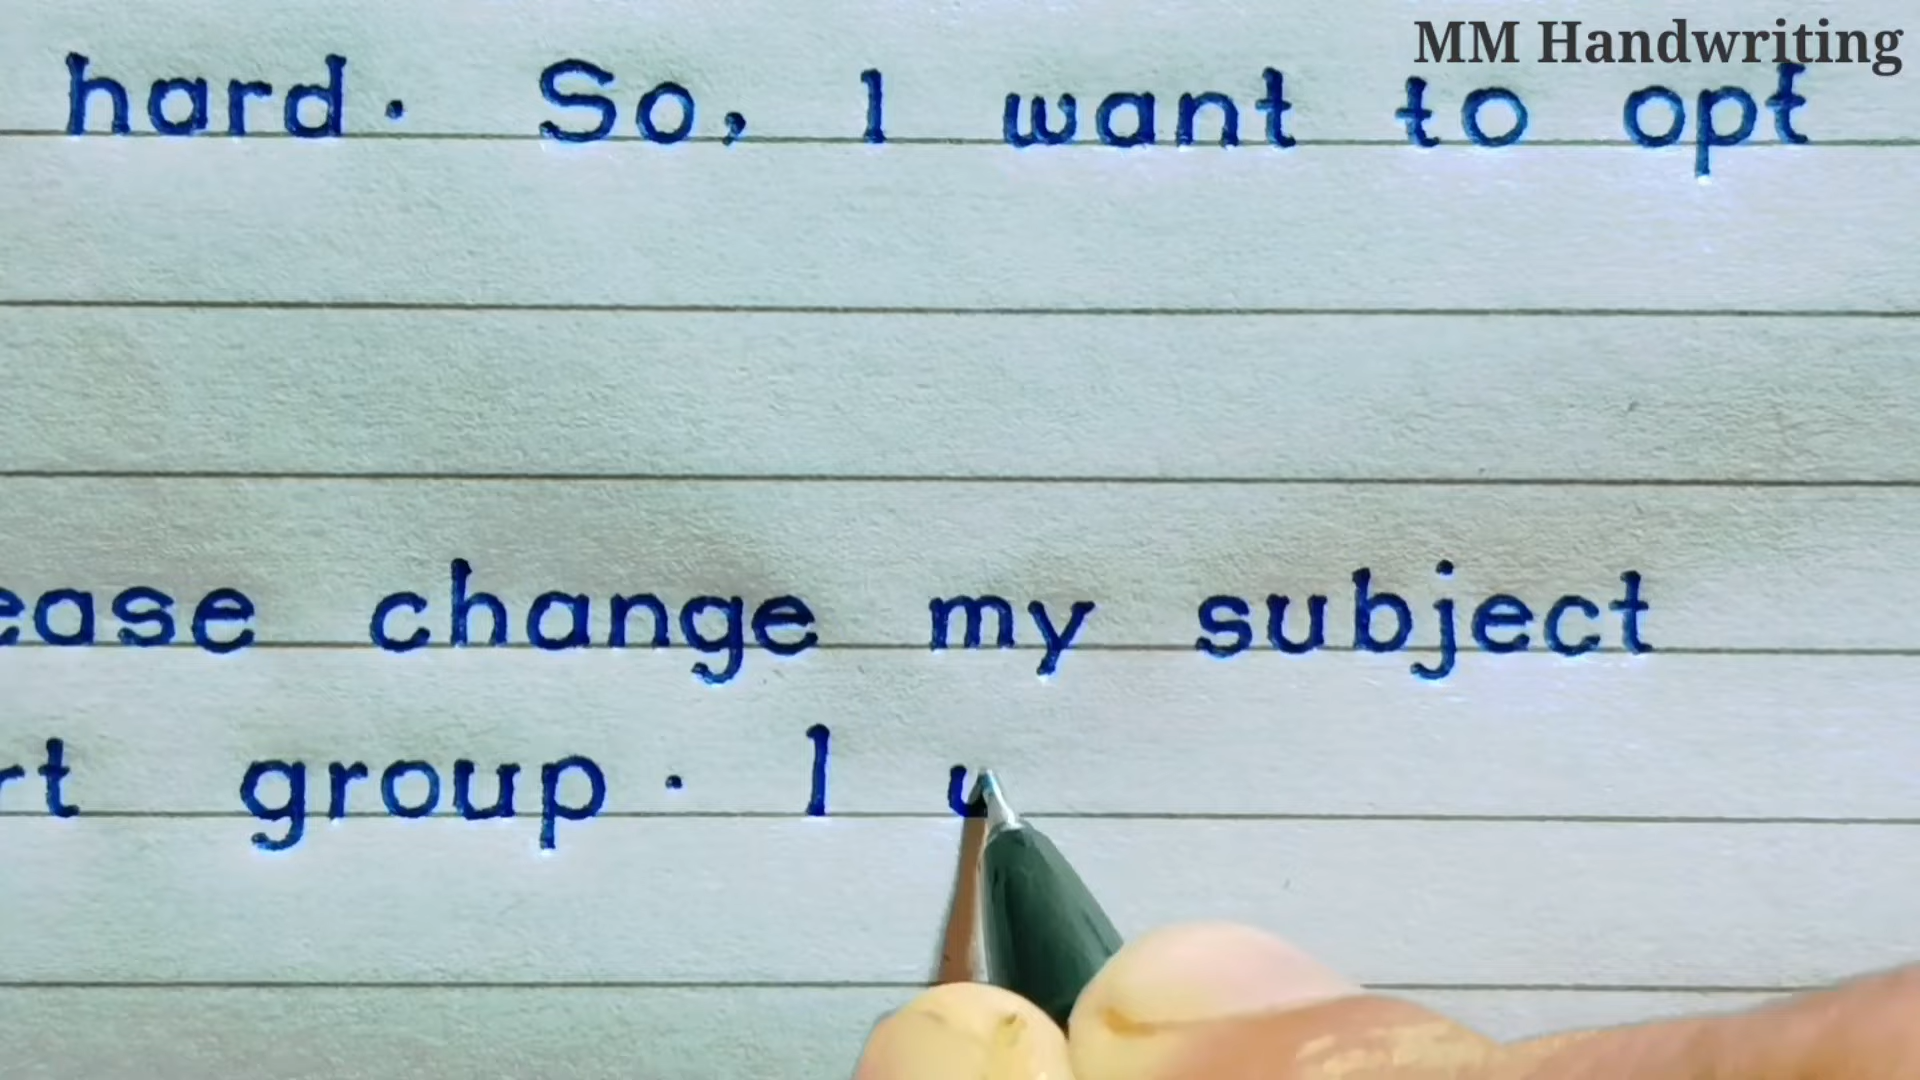 MM Handwriting
hard. So, I want to opt
ease change my subject
rt group. I